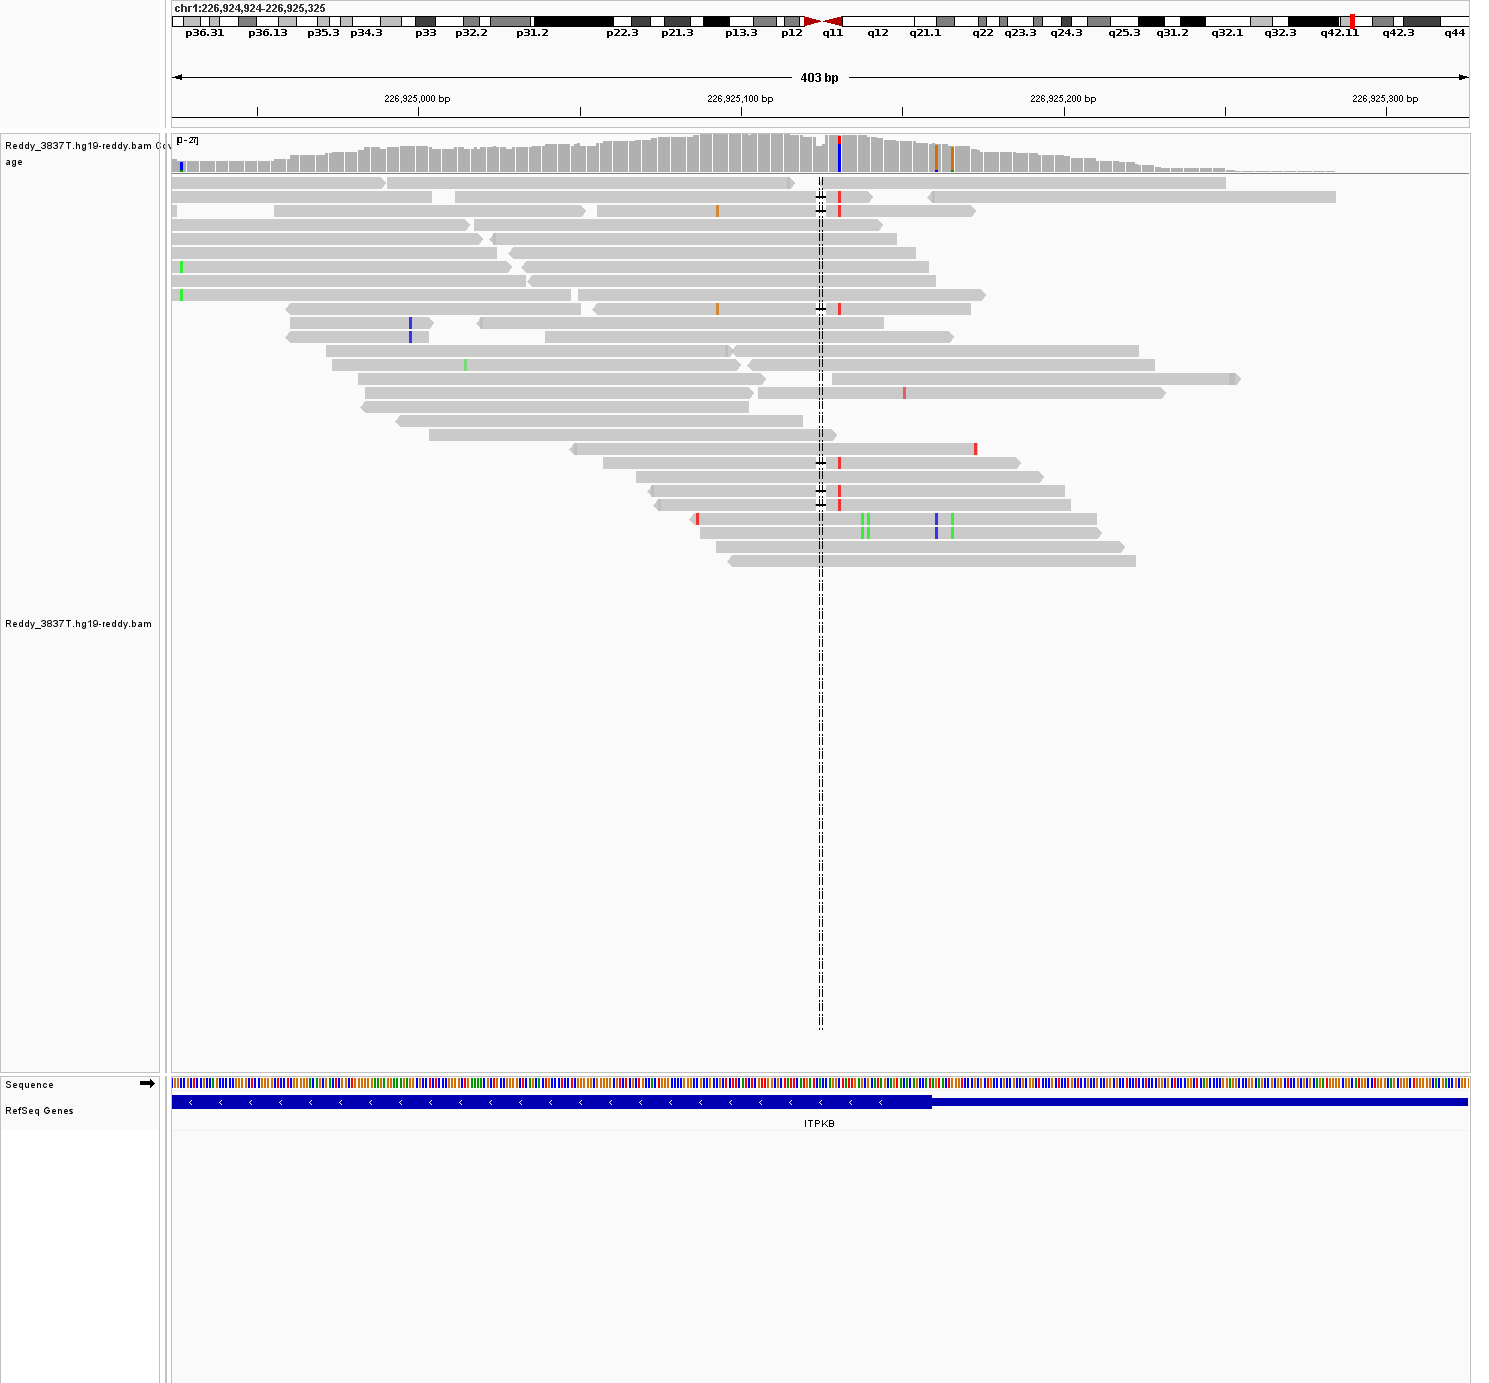 chr1:226,924,924-226,925,325
p36.31 p36.13 p35.3 p34.3 p33 p32.2 p31.2 p22.3 p21.3 p13.3 p12 q11 q12 q21.1 q22 q23.3 q24.3 q25.3 q31.2 q32.1 q32.3 q42.11 q42.3 q44
403 bp
226,925,000 bp 226,925,100 bp 226,925,200 bp 226,925,300 bp
Reddy_3837T.hg19-reddy.bam Cov
age
[0-27]
Reddy_3837T.hg19-reddy.bam
Sequence
RefSeq Genes
ITPKB